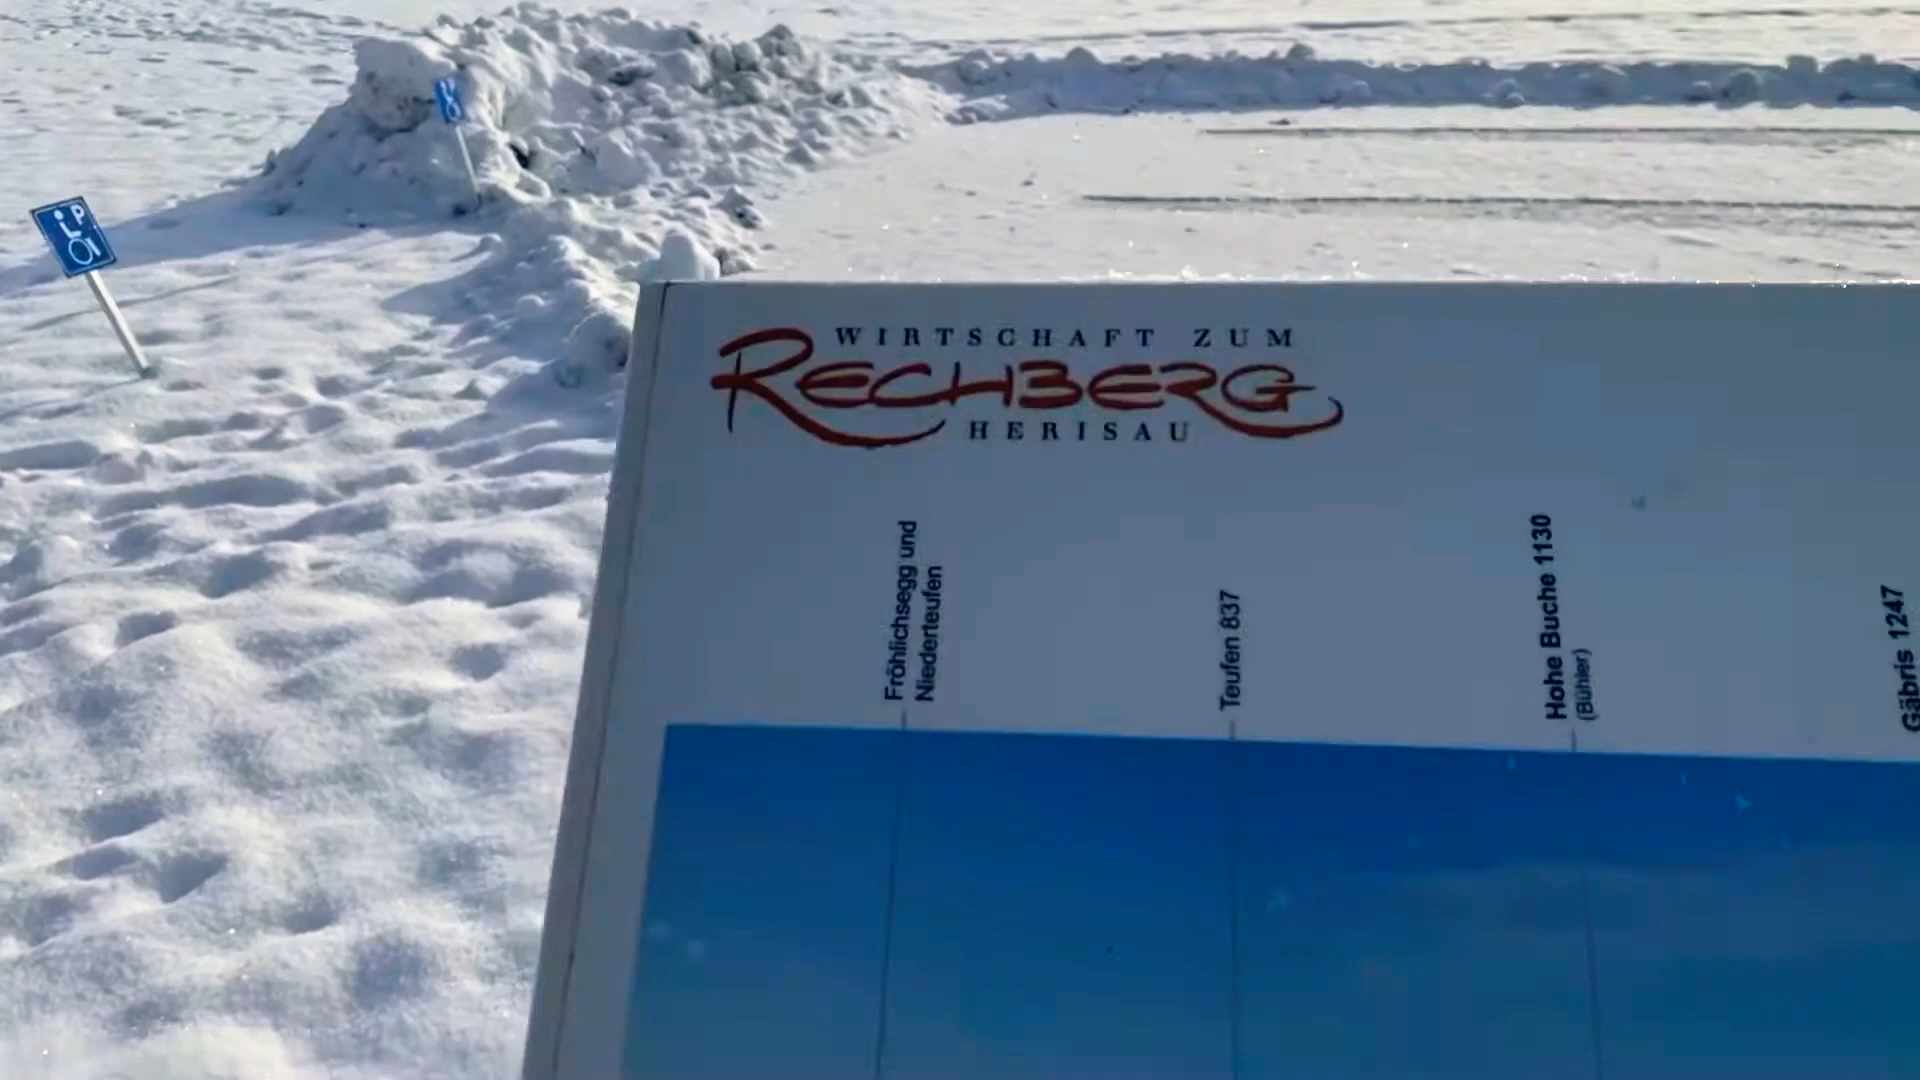 P
WIRTSCHAFT ZUM
RECHBERG
HERISAU
Fröhlichsegg und
Niederteufen
Teufen 837
Hohe Buche 1130
(Bühler)
Gäbris 1247